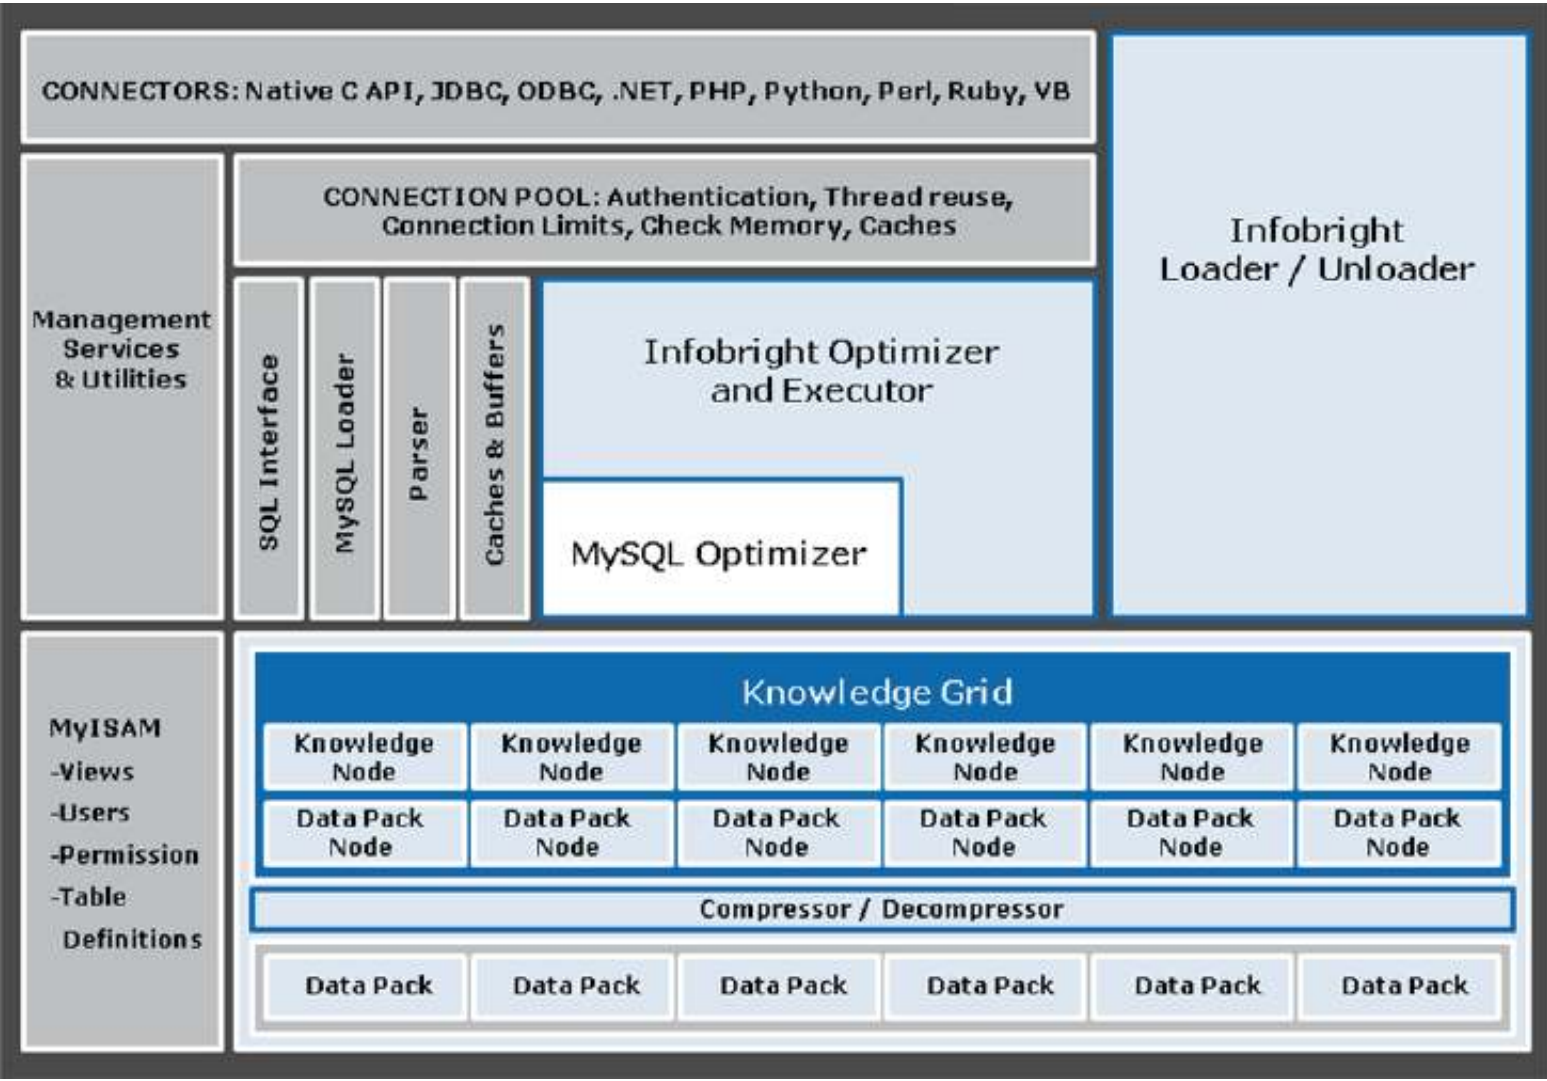 CONNECTORS: Native C API, JDBC, ODBC, .NET, PHP, Python, Perl, Ruby, VB
CONNECTION POOL: Authentication, Thread reuse,
Connection Limits, Check Memory, Caches
Infobright
Loader / Unloader
Management
Services
& Utilities
SQL Interface
MySQL Loader
Parser
Caches & Buffers
Infobright Optimizer
and Executor
MySQL Optimizer
MyISAM
-Views
-Users
-Permission
-Table
Definitions
Knowledge Grid
Knowledge
Node
Knowledge
Node
Knowledge
Node
Knowledge
Node
Knowledge
Node
Knowledge
Node
Data Pack
Node
Data Pack
Node
Data Pack
Node
Data Pack
Node
Data Pack
Node
Data Pack
Node
Compressor / Decompressor
Data Pack
Data Pack
Data Pack
Data Pack
Data Pack
Data Pack